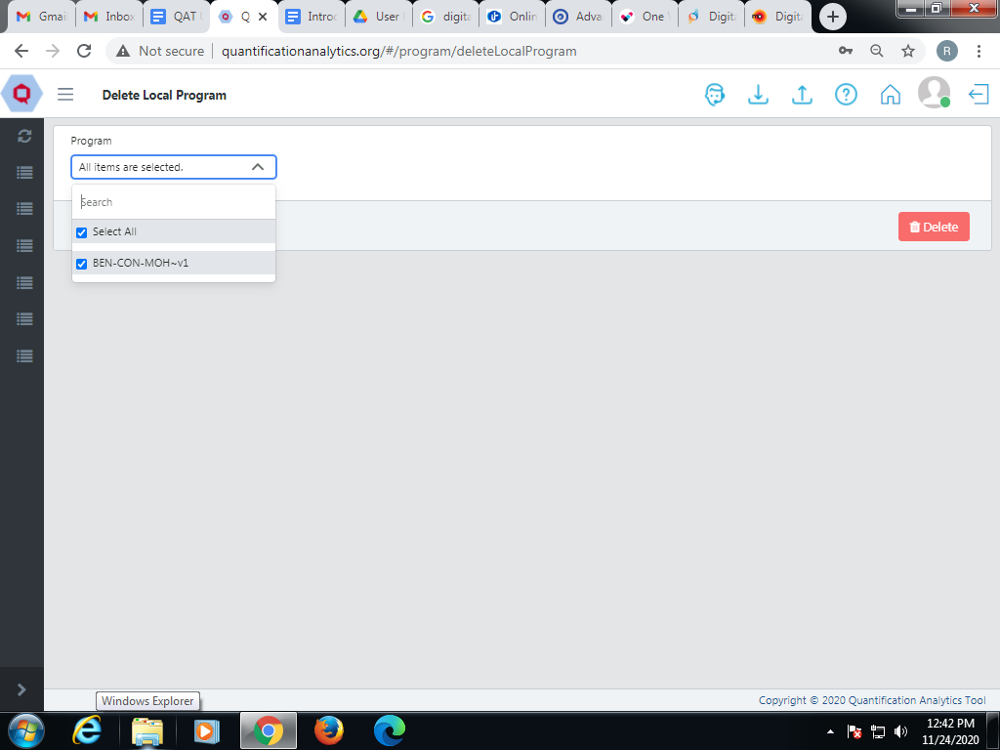 Gmai
Inbox
QAT
Q
Introc
User
digita
Onlin
Adva
One
Digita
Digita
Not secure
quantificationanalytics.org/#/program/deleteLocalProgram
R
Delete Local Program
Program
All items are selected.
Search
Select All
BEN-CON-MOH~v1
Delete
Windows Explorer
Copyright © 2020 Quantification Analytics Tool
12:42 PM
11/24/2020